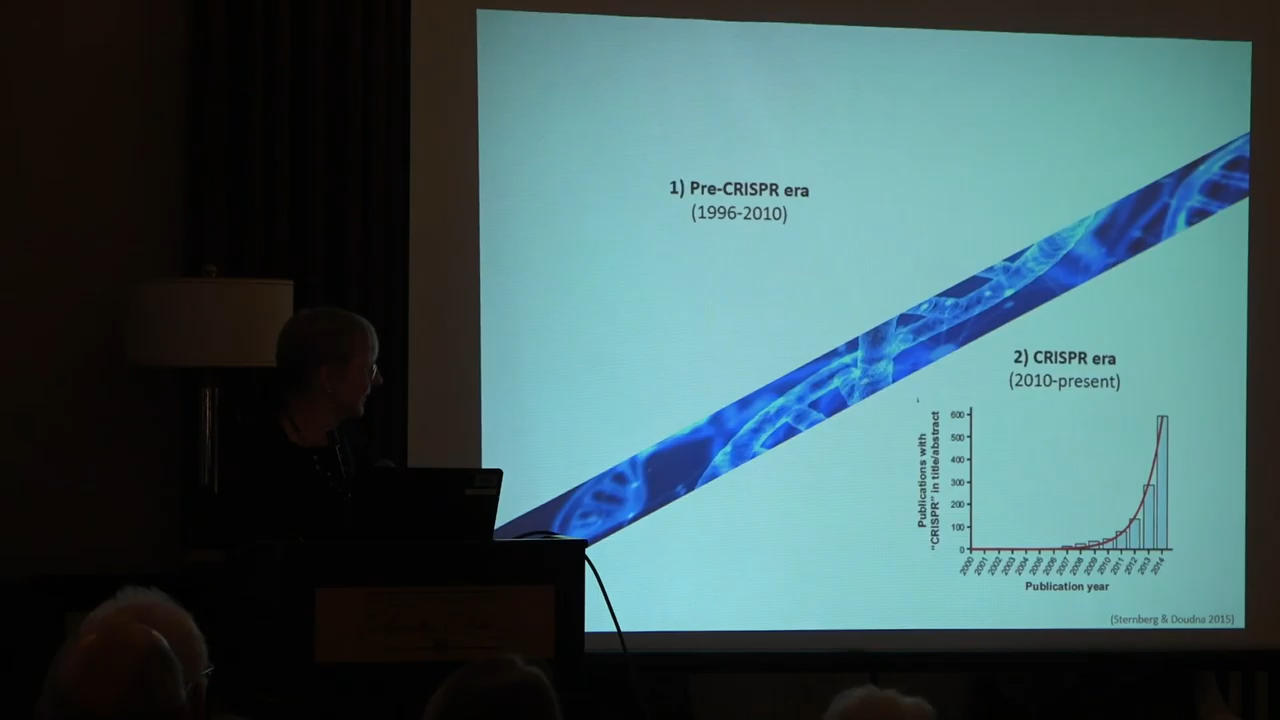 1) Pre-CRISPR era
(1996-2010)
2) CRISPR era
(2010-present)
Publications with
"CRISPR" in title/abstract
600
500
400
300
200
100
0
2000 2001 2002 2003 2004 2005 2006 2007 2008 2009 2010 2011 2012 2013 2014
Publication year
(Sternberg & Doudna 2015)